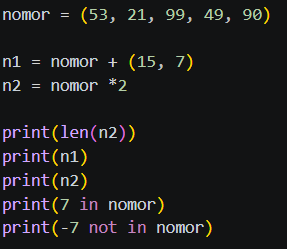 nomor = (53, 21, 99, 49, 90)
n1 = nomor + (15, 7)
n2 = nomor *2
print(len(n2))
print(n1)
print(n2)
print(7 in nomor)
print(-7 not in nomor)